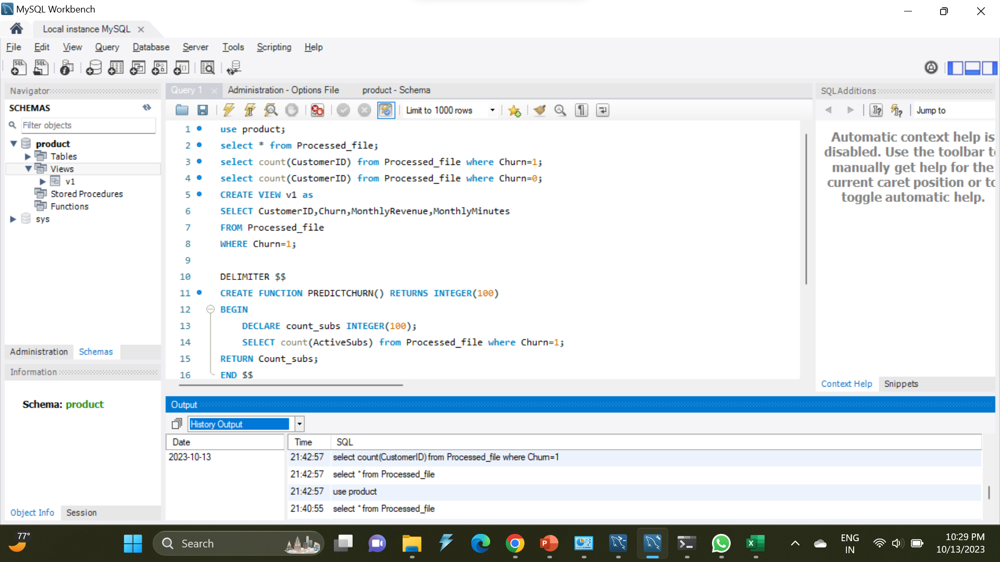 MySQL Workbench
Local instance MySQL
File Edit View Query Database Server Tools Scripting Help
Navigator
SCHEMAS
Filter objects
product
Tables
Views
v1
Stored Procedures
Functions
sys
Administration Schemas
Information
Schema: product
Object Info Session
Query 1 Administration - Options File product - Schema
Limit to 1000 rows
1 use product;
2 select * from Processed_file;
3 select count(CustomerID) from Processed_file where Churn=1;
4 select count(CustomerID) from Processed_file where Churn=0;
5 CREATE VIEW v1 as
6 SELECT CustomerID,Churn,MonthlyRevenue,MonthlyMinutes
7 FROM Processed_file
8 WHERE Churn=1;
9
10 DELIMITER $$
11 CREATE FUNCTION PREDICTCHURN() RETURNS INTEGER(100)
12 BEGIN
13 DECLARE count_subs INTEGER(100);
14 SELECT count(ActiveSubs) from Processed_file where Churn=1;
15 RETURN Count_subs;
16 END $$
SQLAdditions
Jump to
Automatic context help is
disabled. Use the toolbar t
manually get help for the
current caret position or to
toggle automatic help.
Context Help Snippets
Output
History Output
Date Time SQL
2023-10-13 21:42:57 select count(CustomerID) from Processed_file where Churn=1
21:42:57 select * from Processed_file
21:42:57 use product
21:40:55 select * from Processed_file
77°
Search
ENG
IN
10:29 PM
10/13/2023